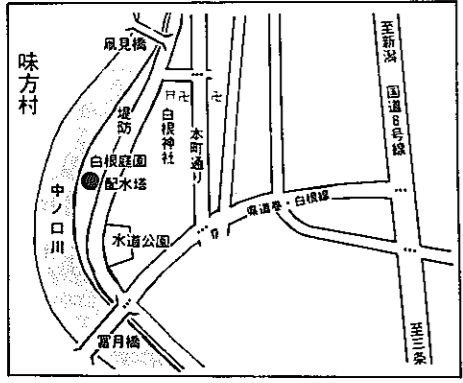 凧見橋
味方村
堤防
白根神社
本町通り
至新潟
国道8号線
白根庭園
配水塔
中ノ口川
水道公園
県道巻・白根線
冨月橋
至三条